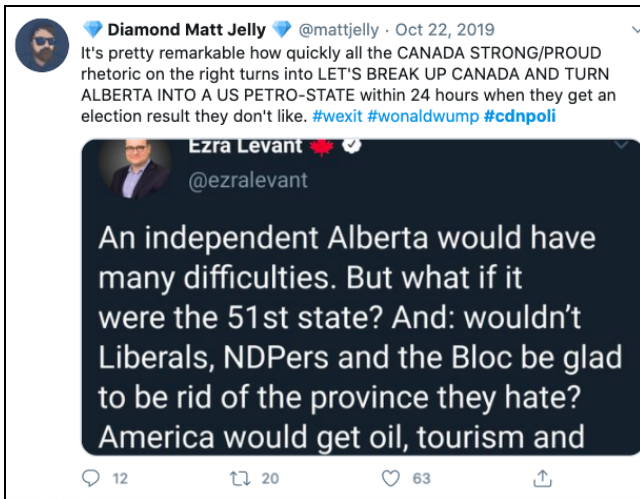 Diamond Matt Jelly @mattjelly · Oct 22, 2019
It's pretty remarkable how quickly all the CANADA STRONG/PROUD
rhetoric on the right turns into LET'S BREAK UP CANADA AND TURN
ALBERTA INTO A US PETRO-STATE within 24 hours when they get an
election result they don't like. #wexit #wonaldwump #cdnpoli
Ezra Levant
@ezralevant
An independent Alberta would have
many difficulties. But what if it
were the 51st state? And: wouldn’t
Liberals, NDPers and the Bloc be glad
to be rid of the province they hate?
America would get oil, tourism and
12 20 63